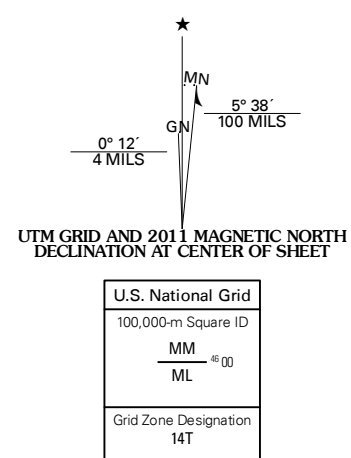 ★
MN
5° 38´
100 MILS
GN
0° 12´
4 MILS
UTM GRID AND 2011 MAGNETIC NORTH
DECLINATION AT CENTER OF SHEET
U.S. National Grid
100,000-m Square ID
MM
46 00
ML
Grid Zone Designation
14T